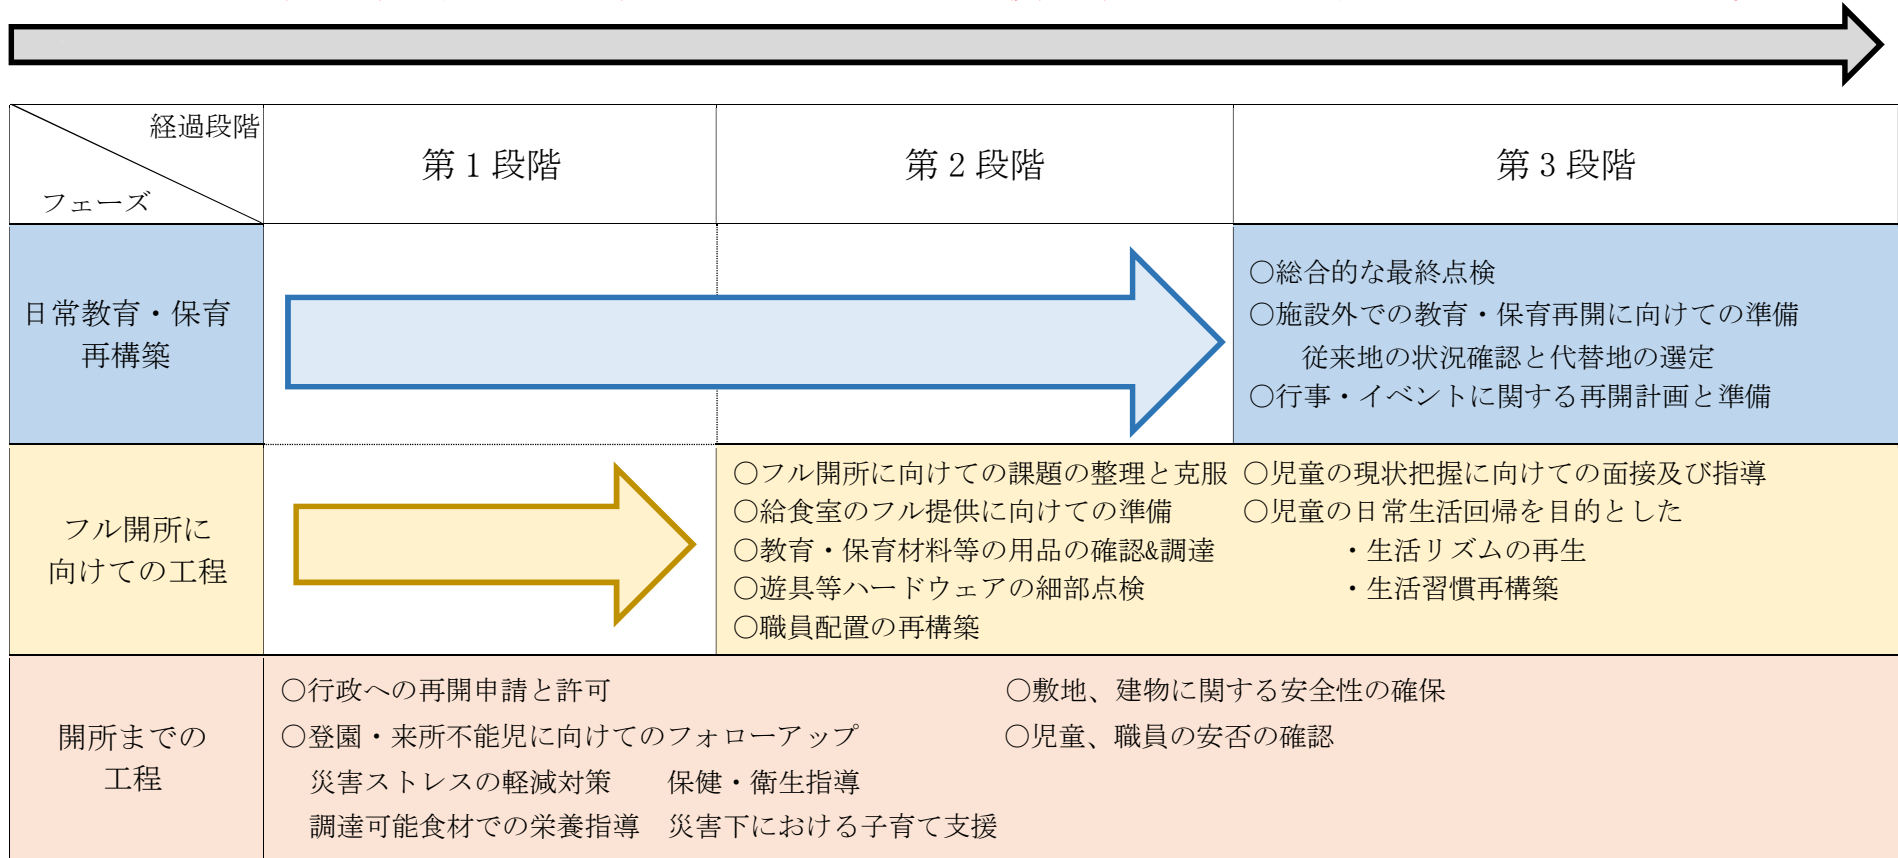 経過段階
フェーズ
第1段階
第2段階
第3段階
日常教育・保育
再構築
〇総合的な最終点検
〇施設外での教育・保育再開に向けての準備
従来地の状況確認と代替地の選定
〇行事・イベントに関する再開計画と準備
フル開所に
向けての工程
〇フル開所に向けての課題の整理と克服
〇給食室のフル提供に向けての準備
〇教育・保育材料等の用品の確認&調達
〇遊具等ハードウェアの細部点検
〇職員配置の再構築
〇児童の現状把握に向けての面接及び指導
〇児童の日常生活回帰を目的とした
・生活リズムの再生
・生活習慣再構築
開所までの
工程
〇行政への再開申請と許可
〇登園・来所不能児に向けてのフォローアップ
災害ストレスの軽減対策　保健・衛生指導
調達可能食材での栄養指導　災害下における子育て支援
〇敷地、建物に関する安全性の確保
〇児童、職員の安否の確認